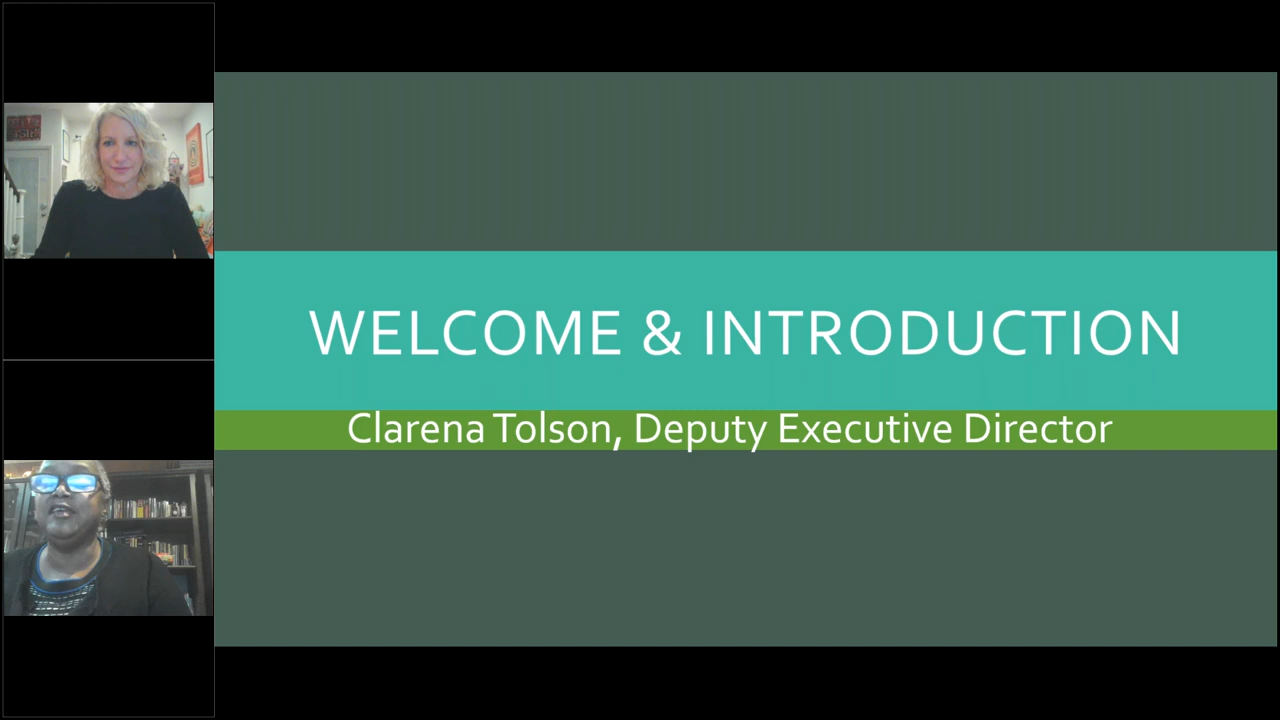 WELCOME & INTRODUCTION
Clarena Tolson, Deputy Executive Director